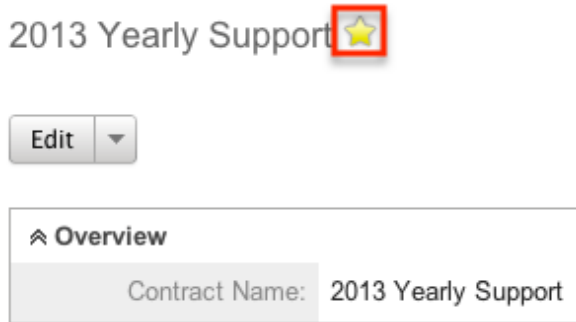 2013 Yearly Support
Edit
Overview
Contract Name: 2013 Yearly Support